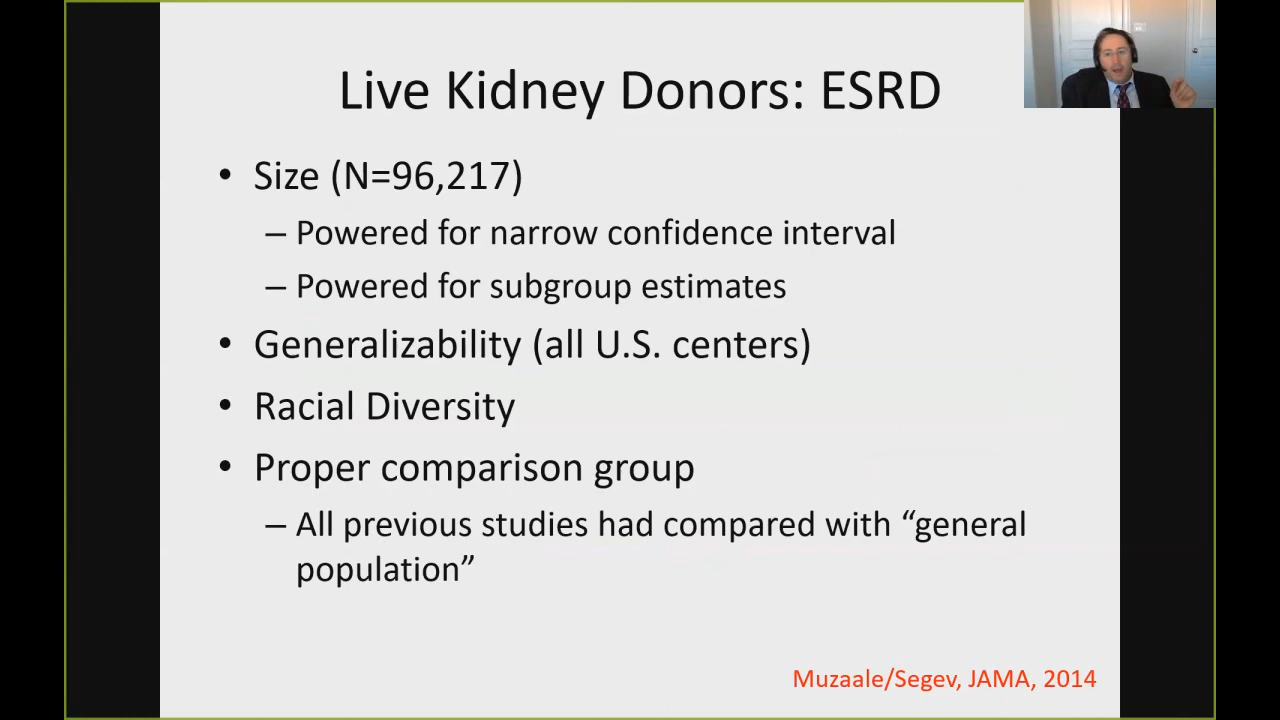 Live Kidney Donors: ESRD
• Size (N=96,217)
– Powered for narrow confidence interval
– Powered for subgroup estimates
• Generalizability (all U.S. centers)
• Racial Diversity
• Proper comparison group
– All previous studies had compared with “general
population”
Muzaale/Segev, JAMA, 2014